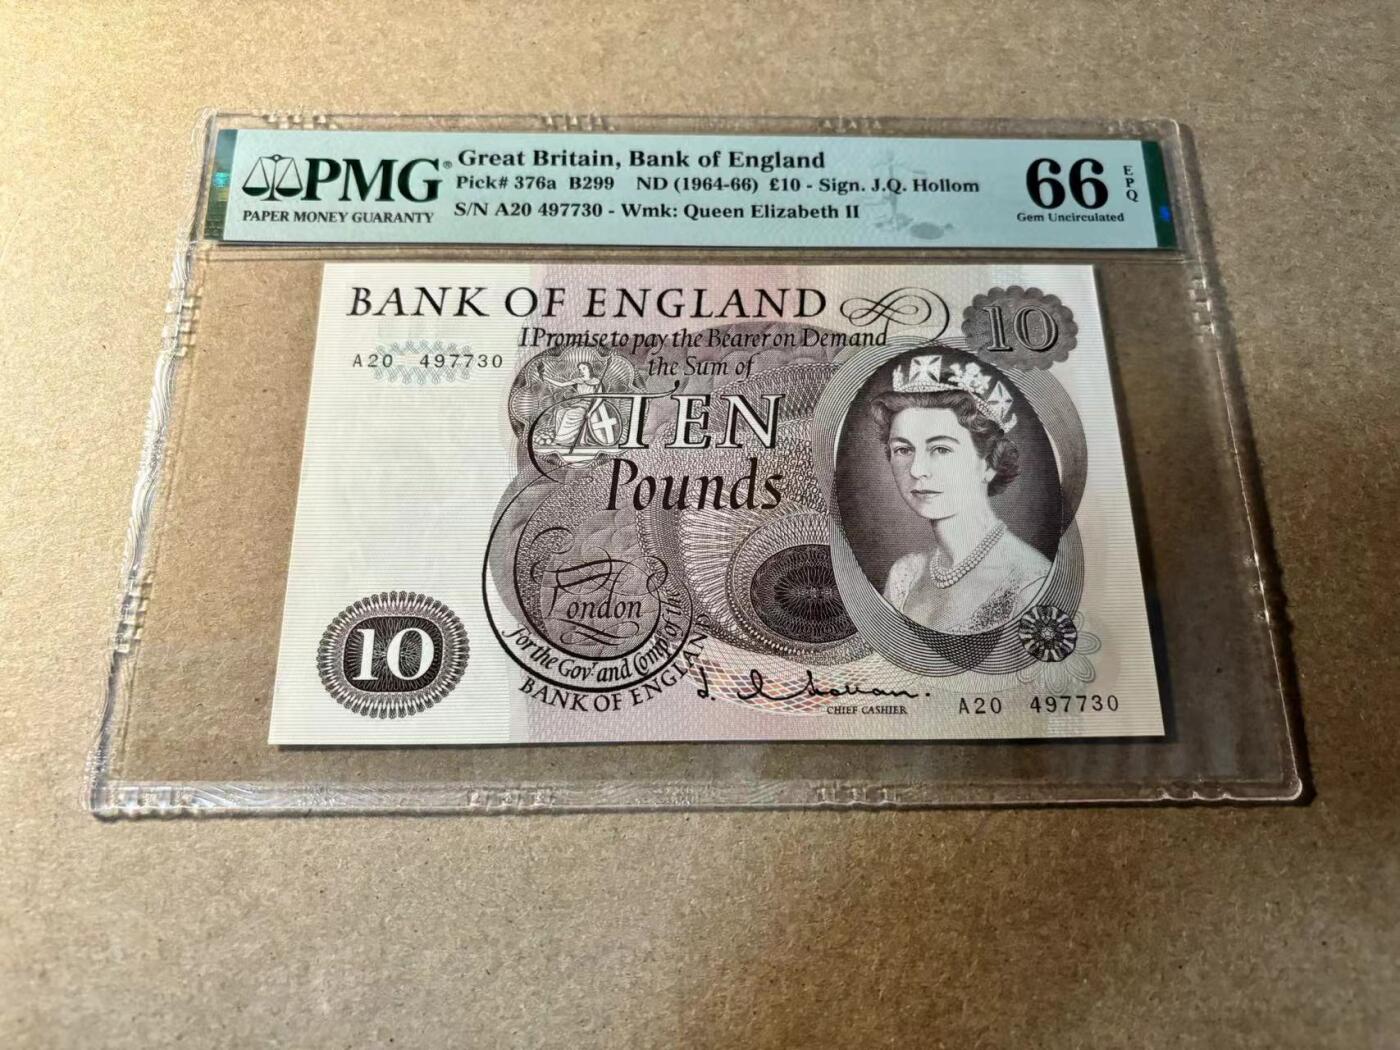 PMG®
PAPER MONEY GUARANTY
Great Britain, Bank of England
Pick# 376a B299 ND (1964-66) £10 - Sign. J.Q. Hollom
S/N A20 497730 - Wmk: Queen Elizabeth II
66 EPQ
Gem Uncirculated
BANK OF ENGLAND
10
I Promise to pay the Bearer on Demand
the Sum of
A20 497730
TEN
Pounds
London
for the Govr. and Compa. of the
BANK OF ENGLAND
10
J. Q. Hollom.
CHIEF CASHIER
A20 497730